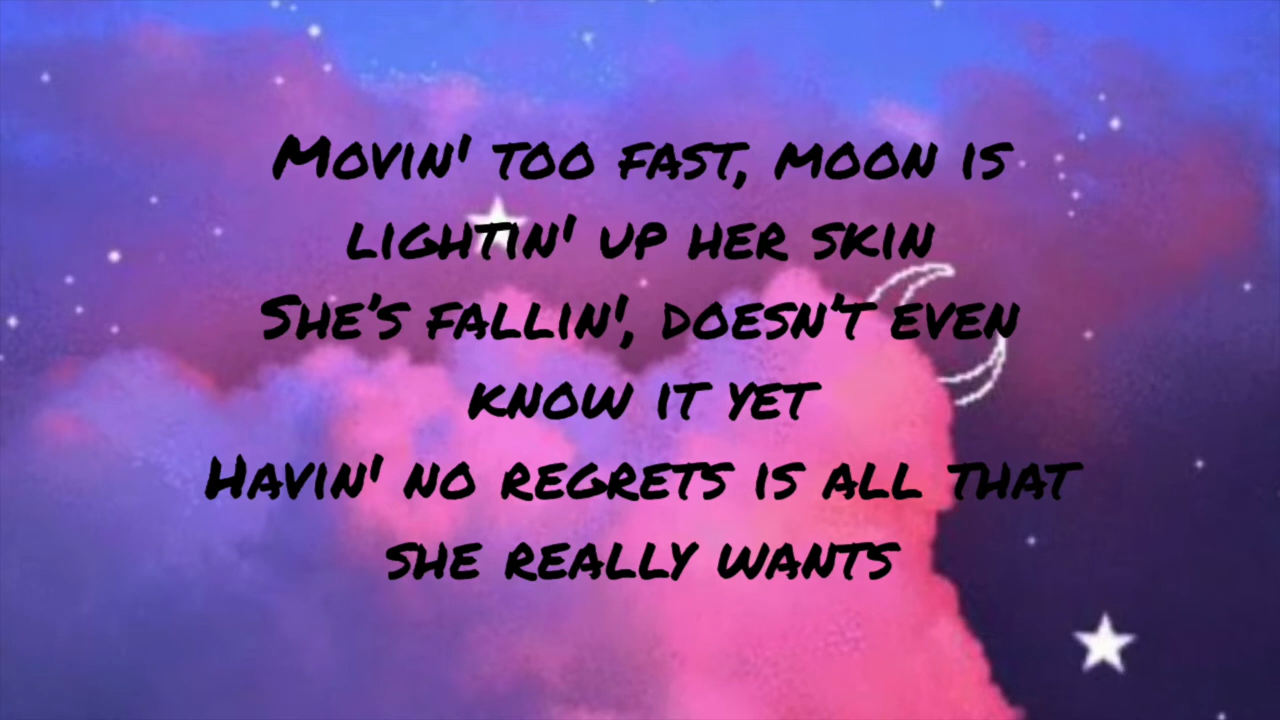 Movin' too fast, moon is
lightin' up her skin
She's fallin', doesn't even
know it yet
Havin' no regrets is all that
she really wants